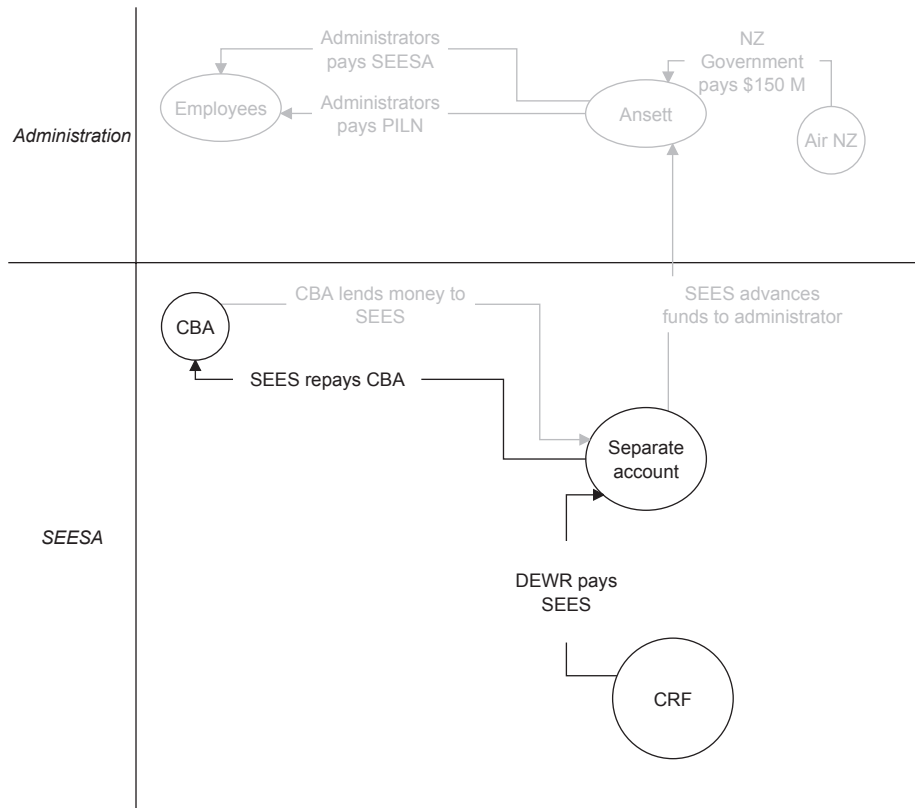 Administrators
pays SEESA
NZ
Government
pays $150 M
Employees
Administrators
pays PILN
Ansett
Administration
Air NZ
CBA lends money to
SEES
SEES advances
funds to administrator
CBA
SEES repays CBA
Separate
account
SEESA
DEWR pays
SEES
CRF